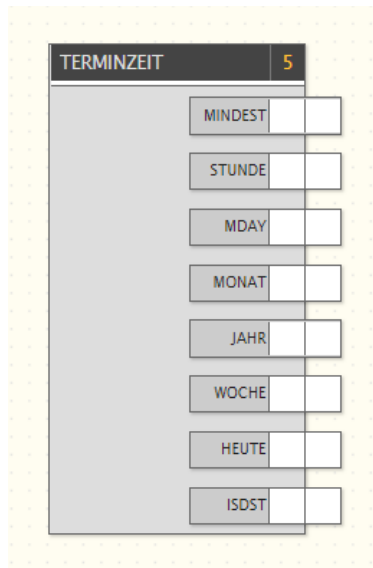 TERMINZEIT 5
MINDEST
STUNDE
MDAY
MONAT
JAHR
WOCHE
HEUTE
ISDST